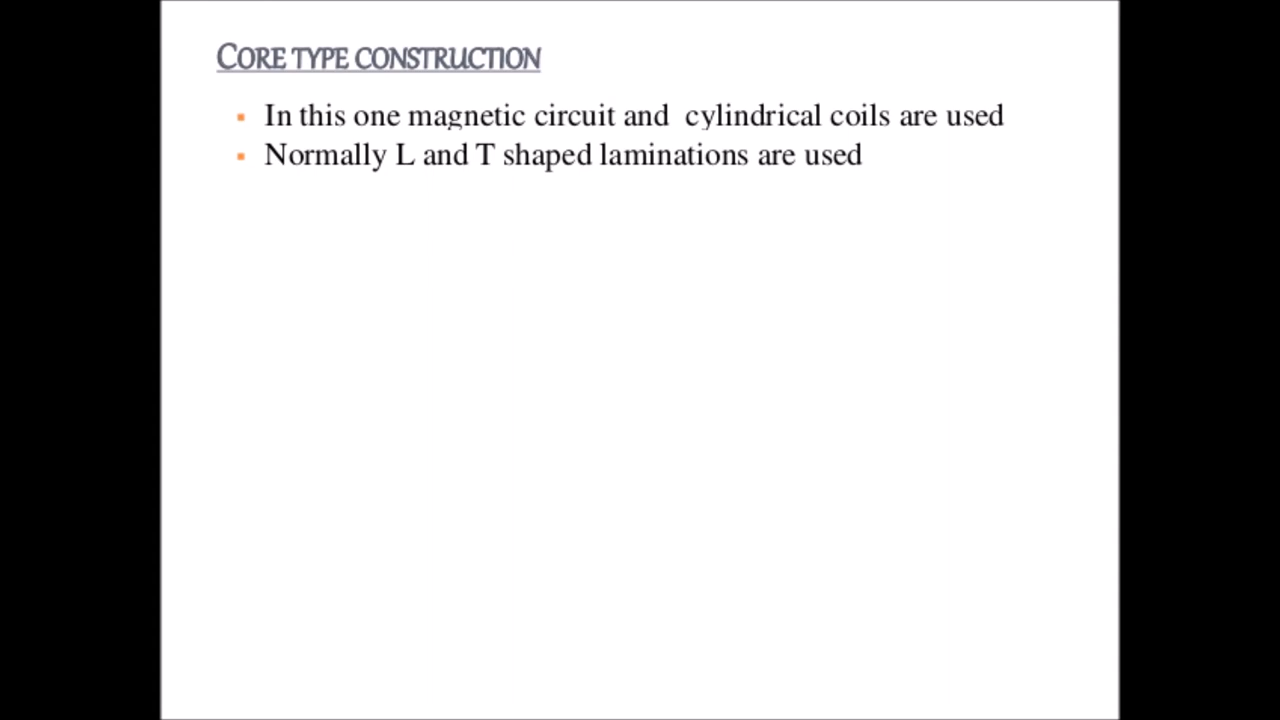 CORE TYPE CONSTRUCTION
In this one magnetic circuit and  cylindrical coils are used
Normally L and T shaped laminations are used